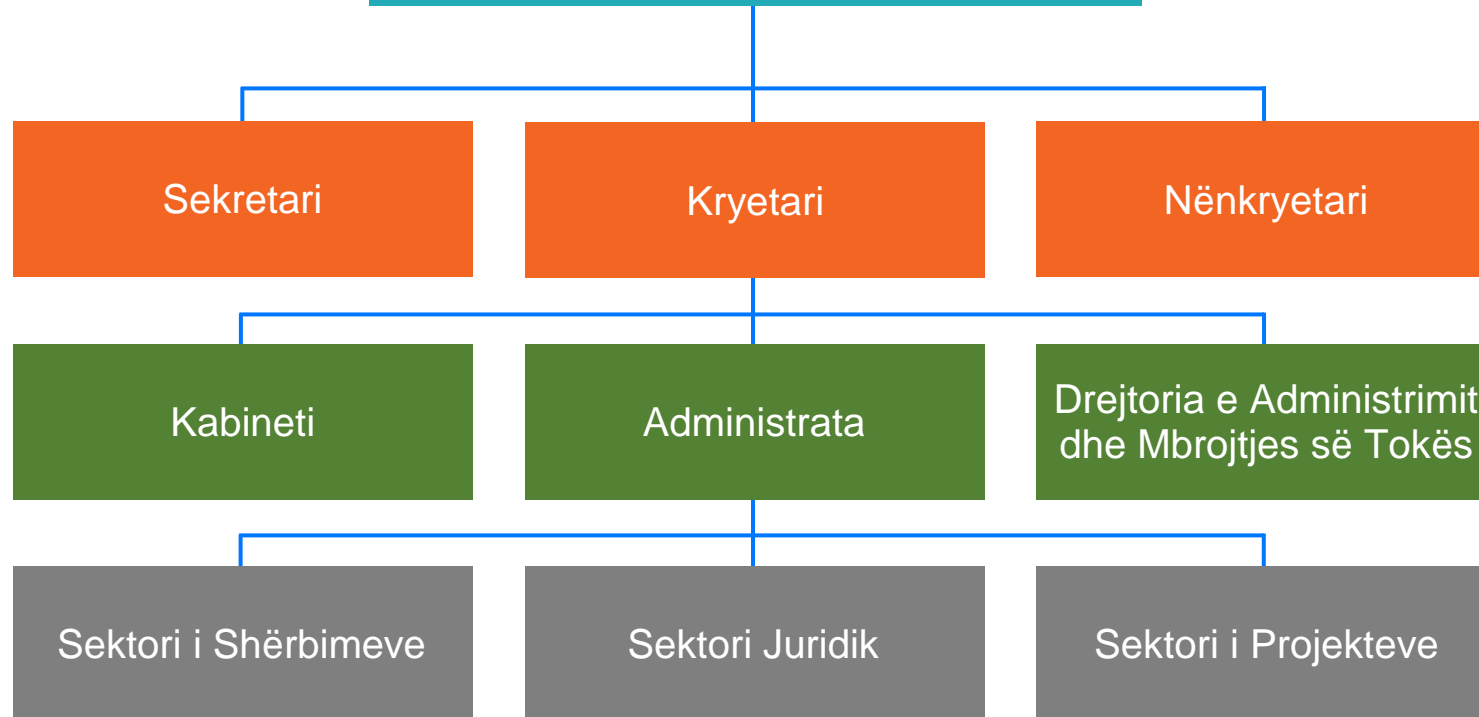 Sekretari
Kryetari
Nënkryetari
Kabineti
Administrata
Drejtoria e Administrimit
dhe Mbrojtjes së Tokës
Sektori i Shërbimeve
Sektori Juridik
Sektori i Projekteve